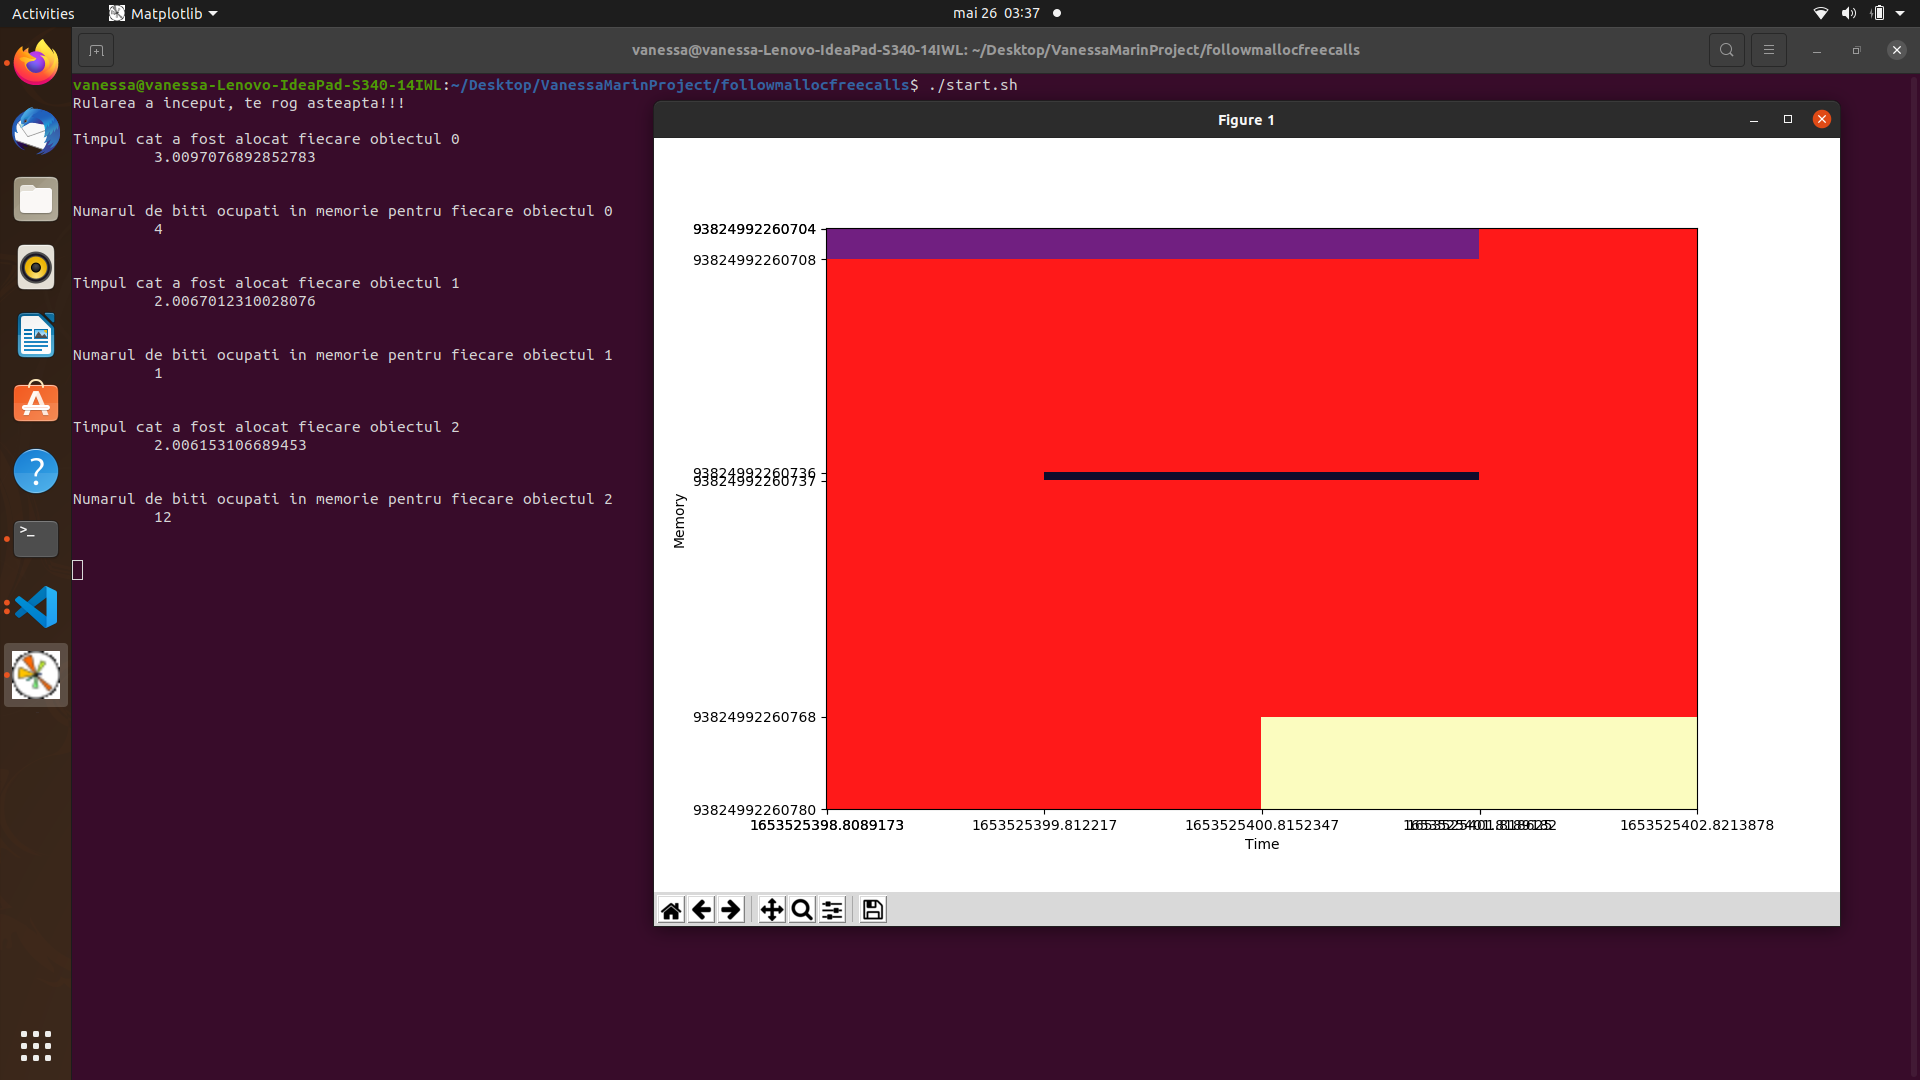 Activities
Matplotlib
mai 26 03:37
vanessa@vanessa-Lenovo-IdeaPad-S340-14IWL: ~/Desktop/VanessaMarinProject/followmallocfreecalls
vanessa@vanessa-Lenovo-IdeaPad-S340-14IWL:~/Desktop/VanessaMarinProject/followmallocfreecalls$ ./start.sh
Rularea a inceput, te rog asteapta!!!
Timpul cat a fost alocat fiecare obiectul 0
3.0097076892852783
Numarul de biti ocupati in memorie pentru fiecare obiectul 0
4
Timpul cat a fost alocat fiecare obiectul 1
2.0067012310028076
Numarul de biti ocupati in memorie pentru fiecare obiectul 1
1
Timpul cat a fost alocat fiecare obiectul 2
2.006153106689453
Numarul de biti ocupati in memorie pentru fiecare obiectul 2
12
Figure 1
93824992260704
93824992260708
93824992260736
93824992260737
Memory
93824992260768
93824992260780
1653525398.8089173
1653525399.812217
1653525400.8152347
1653525402.8213878
Time